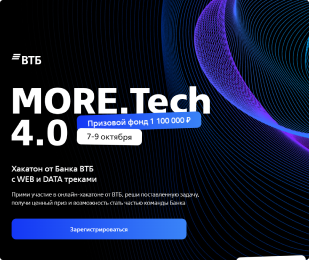 ВТБ
MORE.Tech
4.0
Призовой фонд 1 100 000 ₽
7-9 октября
Хакатон от Банка ВТБ
с WEB и DATA треками
Прими участие в онлайн-хакатоне от ВТБ, реши поставленную задачу,
получи ценный приз и возможность стать частью команды Банка
Зарегистрироваться